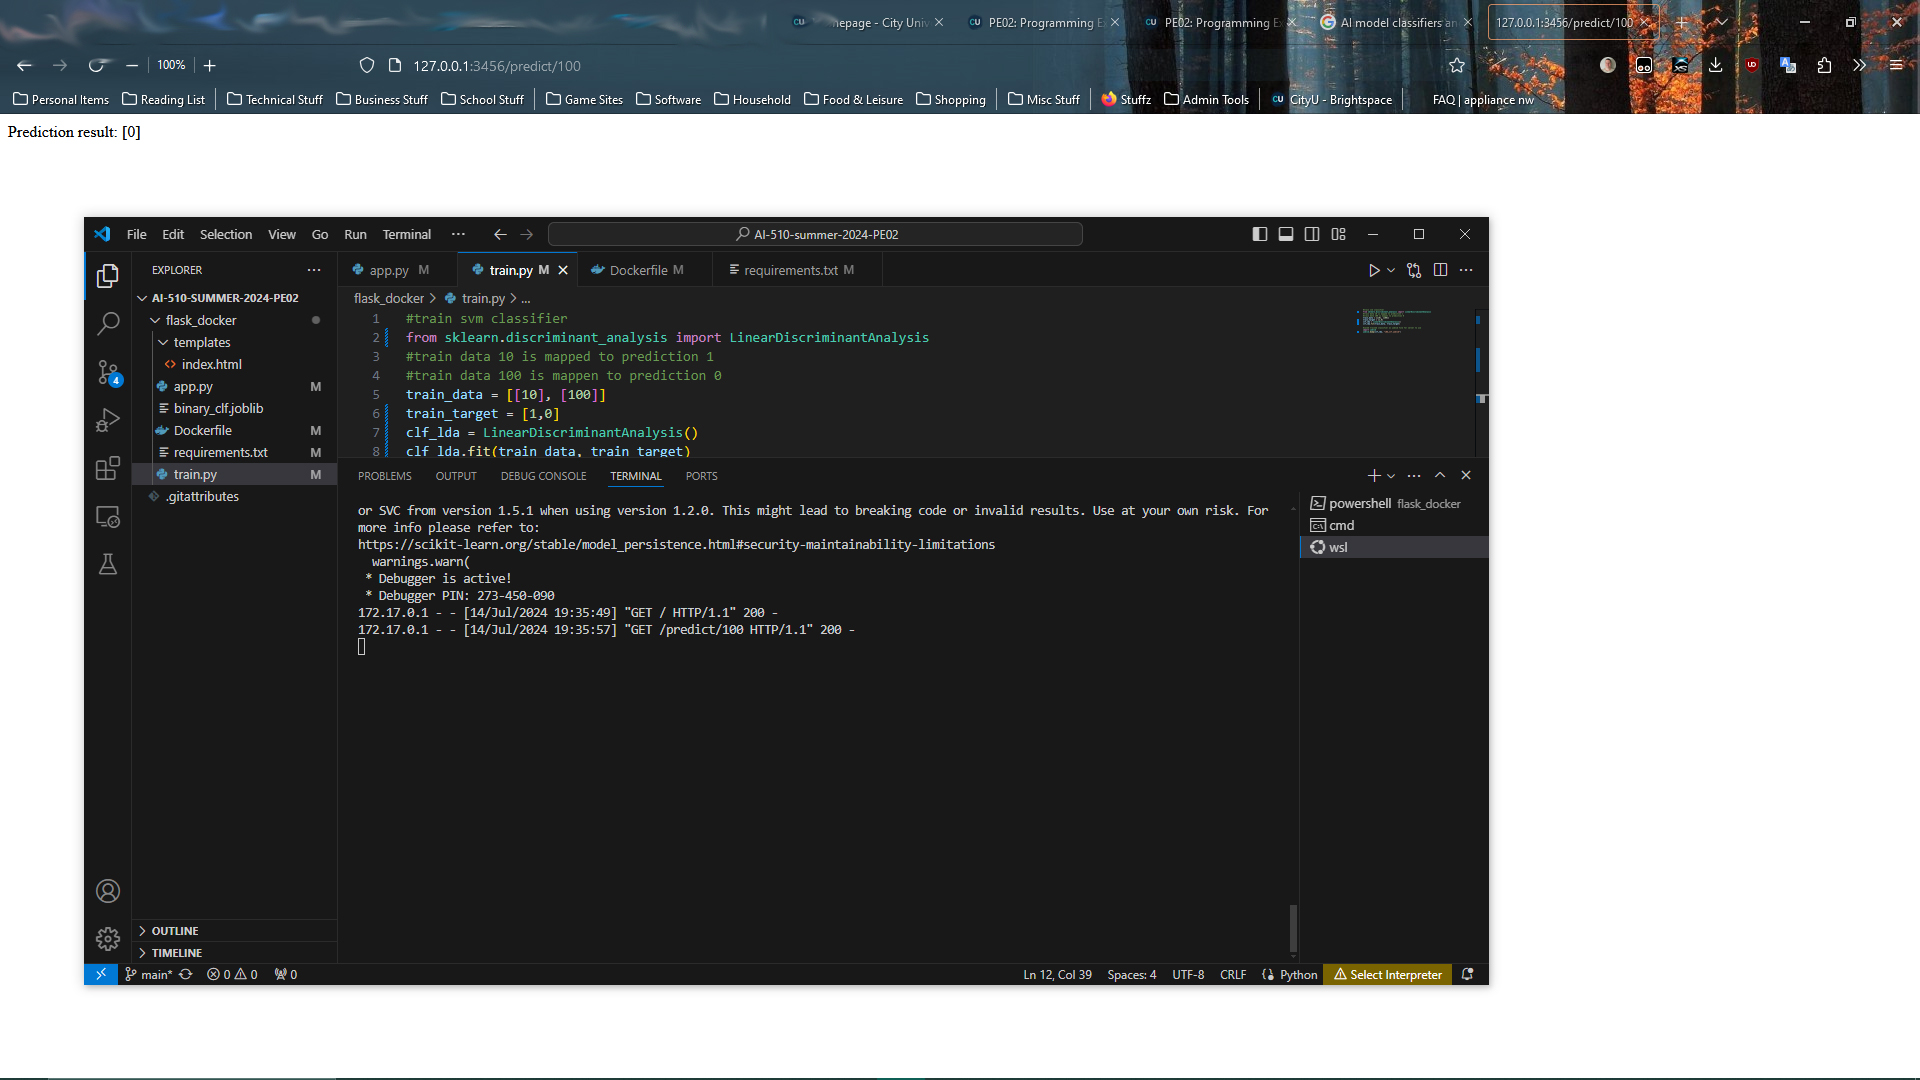 hepage - City Univ
PE02: Programming E
PE02: Programming Ex
AI model classifiers an
127.0.0.1:3456/predict/100
100%
127.0.0.1:3456/predict/100
Personal Items
Reading List
Technical Stuff
Business Stuff
School Stuff
Game Sites
Software
Household
Food & Leisure
Shopping
Misc Stuff
Stuffz
Admin Tools
CityU - Brightspace
FAQ | appliance nw
Prediction result: [0]
File Edit Selection View Go Run Terminal ···
AI-510-summer-2024-PE02
EXPLORER
app.py M
train.py M
Dockerfile M
requirements.txt M
AI-510-SUMMER-2024-PE02
flask_docker
templates
index.html
app.py M
binary_clf.joblib
Dockerfile M
requirements.txt M
train.py M
.gitattributes
4
OUTLINE
TIMELINE
flask_docker > train.py > ...
1 #train svm classifier
2 from sklearn.discriminant_analysis import LinearDiscriminantAnalysis
3 #train data 10 is mapped to prediction 1
4 #train data 100 is mappen to prediction 0
5 train_data = [[10], [100]]
6 train_target = [1,0]
7 clf_lda = LinearDiscriminantAnalysis()
8 clf_lda.fit(train_data, train_target)
PROBLEMS OUTPUT DEBUG CONSOLE TERMINAL PORTS
or SVC from version 1.5.1 when using version 1.2.0. This might lead to breaking code or invalid results. Use at your own risk. For
more info please refer to:
https://scikit-learn.org/stable/model_persistence.html#security-maintainability-limitations
warnings.warn(
* Debugger is active!
* Debugger PIN: 273-450-090
172.17.0.1 - - [14/Jul/2024 19:35:49] "GET / HTTP/1.1" 200 -
172.17.0.1 - - [14/Jul/2024 19:35:57] "GET /predict/100 HTTP/1.1" 200 -
powershell flask_docker
cmd
wsl
main* 0 0 0
Ln 12, Col 39 Spaces: 4 UTF-8 CRLF Python Select Interpreter